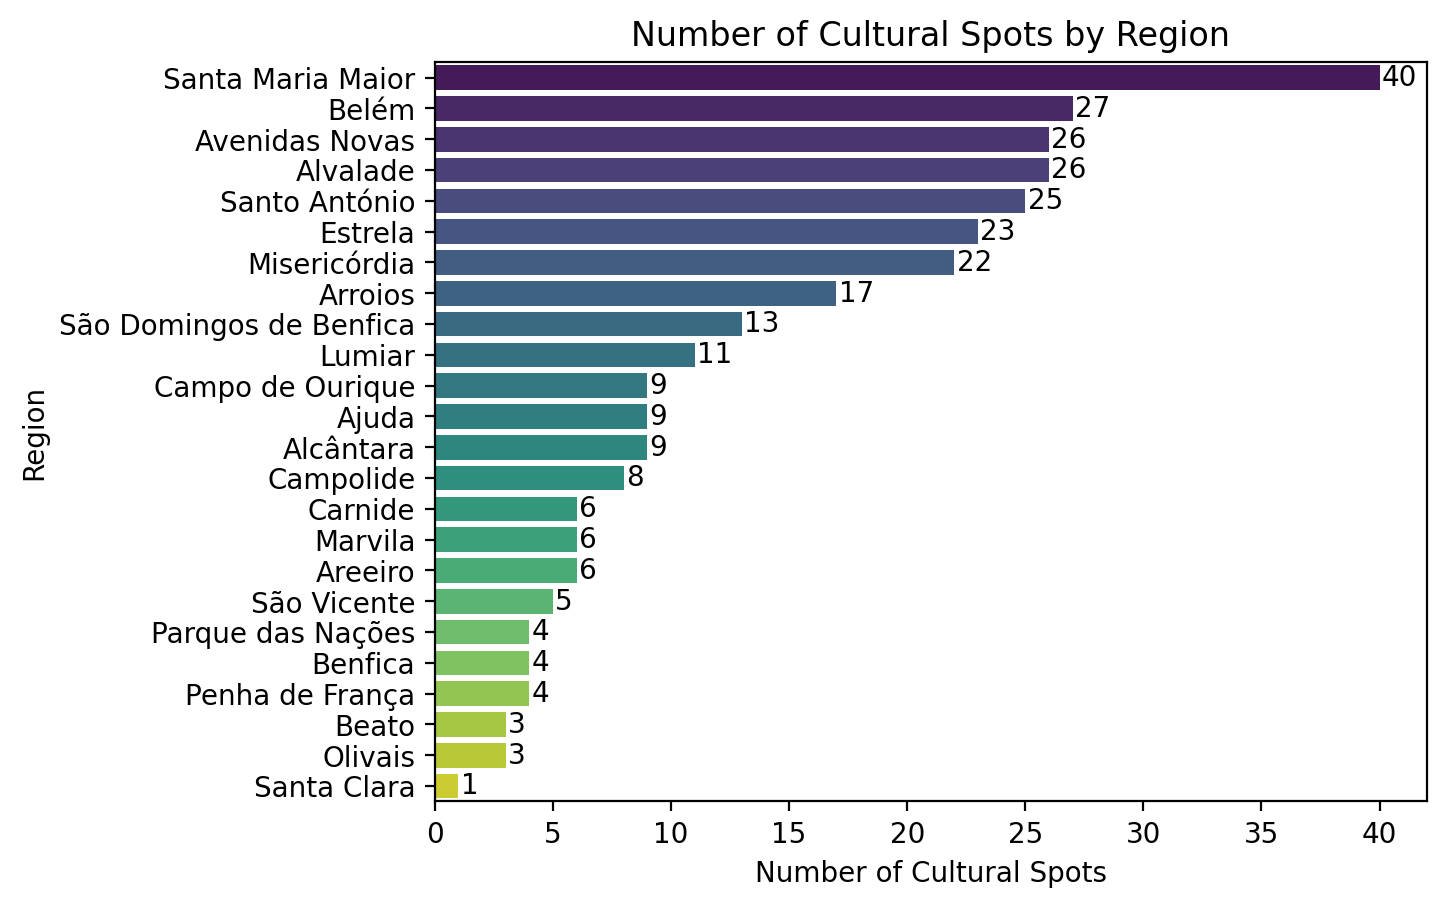 Number of Cultural Spots by Region
Santa Maria Maior 40
Belém 27
Avenidas Novas 26
Alvalade 26
Santo António 25
Estrela 23
Misericórdia 22
Arroios 17
São Domingos de Benfica 13
Lumiar 11
Campo de Ourique 9
Ajuda 9
Alcântara 9
Campolide 8
Carnide 6
Marvila 6
Areeiro 6
São Vicente 5
Parque das Nações 4
Benfica 4
Penha de França 4
Beato 3
Olivais 3
Santa Clara 1
Region
0 5 10 15 20 25 30 35 40
Number of Cultural Spots